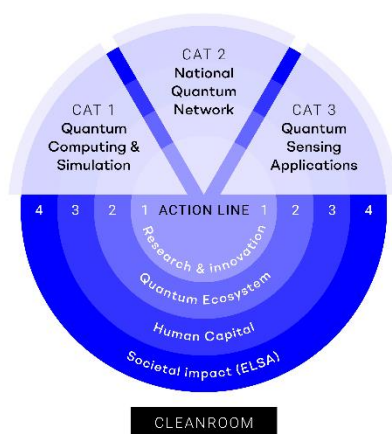 CAT 1
Quantum
Computing &
Simulation
CAT 2
National
Quantum
Network
CAT 3
Quantum
Sensing
Applications
4 3 2 1 ACTION LINE 1 2 3 4
Research & innovation
Quantum Ecosystem
Human Capital
Societal impact (ELSA)
CLEANROOM